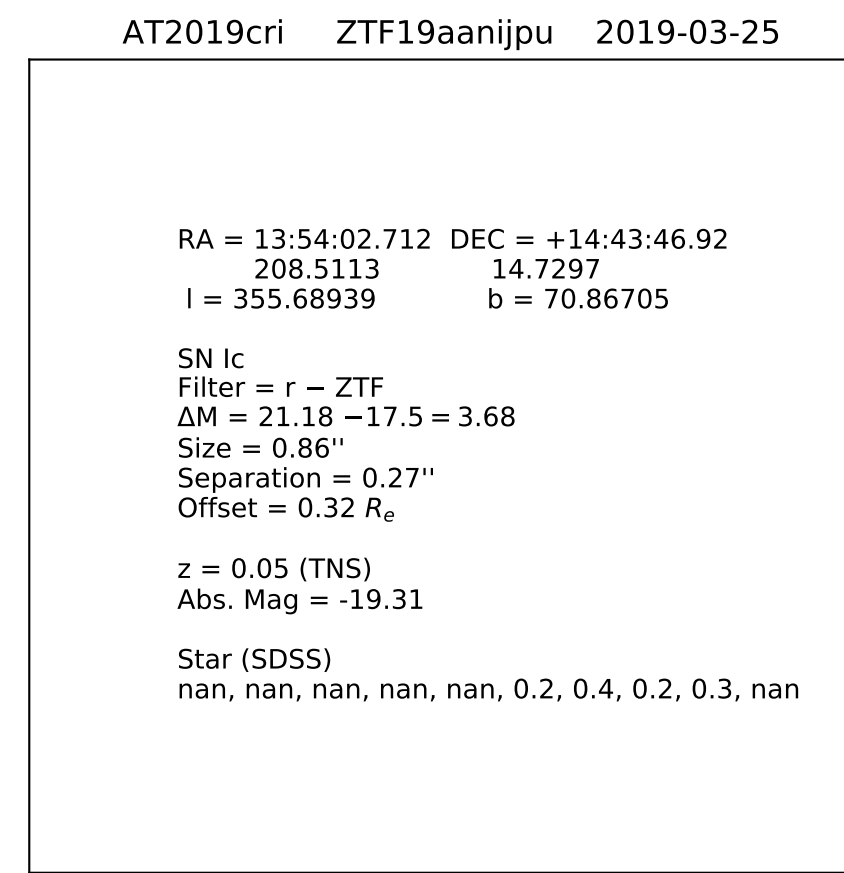 AT2019cri ZTF19aanijpu 2019-03-25
RA = 13:54:02.712 DEC = +14:43:46.92
208.5113 14.7297
l = 355.68939 b = 70.86705
SN Ic
Filter = r − ZTF
ΔM = 21.18 −17.5 = 3.68
Size = 0.86''
Separation = 0.27''
Offset = 0.32 Rₑ
z = 0.05 (TNS)
Abs. Mag = -19.31
Star (SDSS)
nan, nan, nan, nan, nan, 0.2, 0.4, 0.2, 0.3, nan